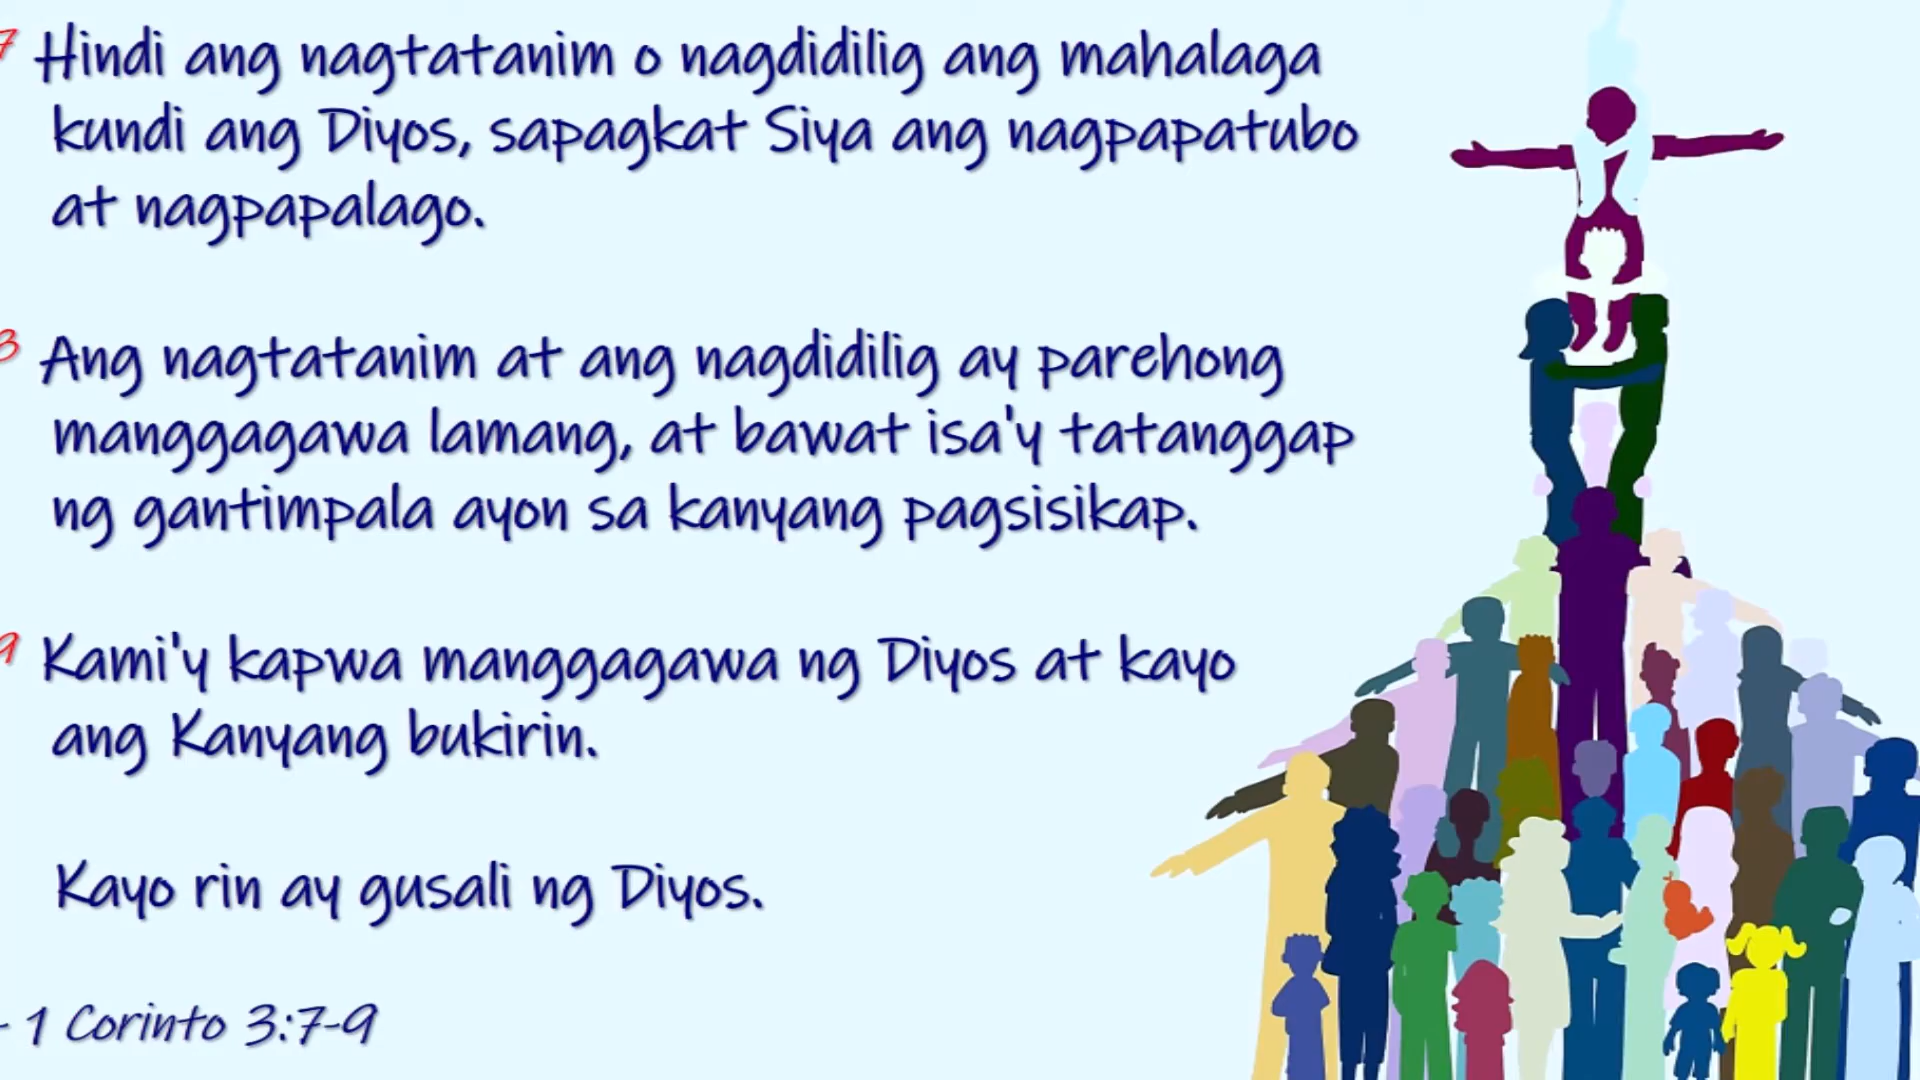 7 Hindi ang nagtatanim o nagdidilig ang mahalaga
kundi ang Diyos, sapagkat Siya ang nagpapatubo
at nagpapalago.
8 Ang nagtatanim at ang nagdidilig ay parehong
manggagawa lamang, at bawat isa'y tatanggap
ng gantimpala ayon sa kanyang pagsisikap.
9 Kami'y kapwa manggagawa ng Diyos at kayo
ang Kanyang bukirin.
Kayo rin ay gusali ng Diyos.
- 1 Corinto 3:7-9